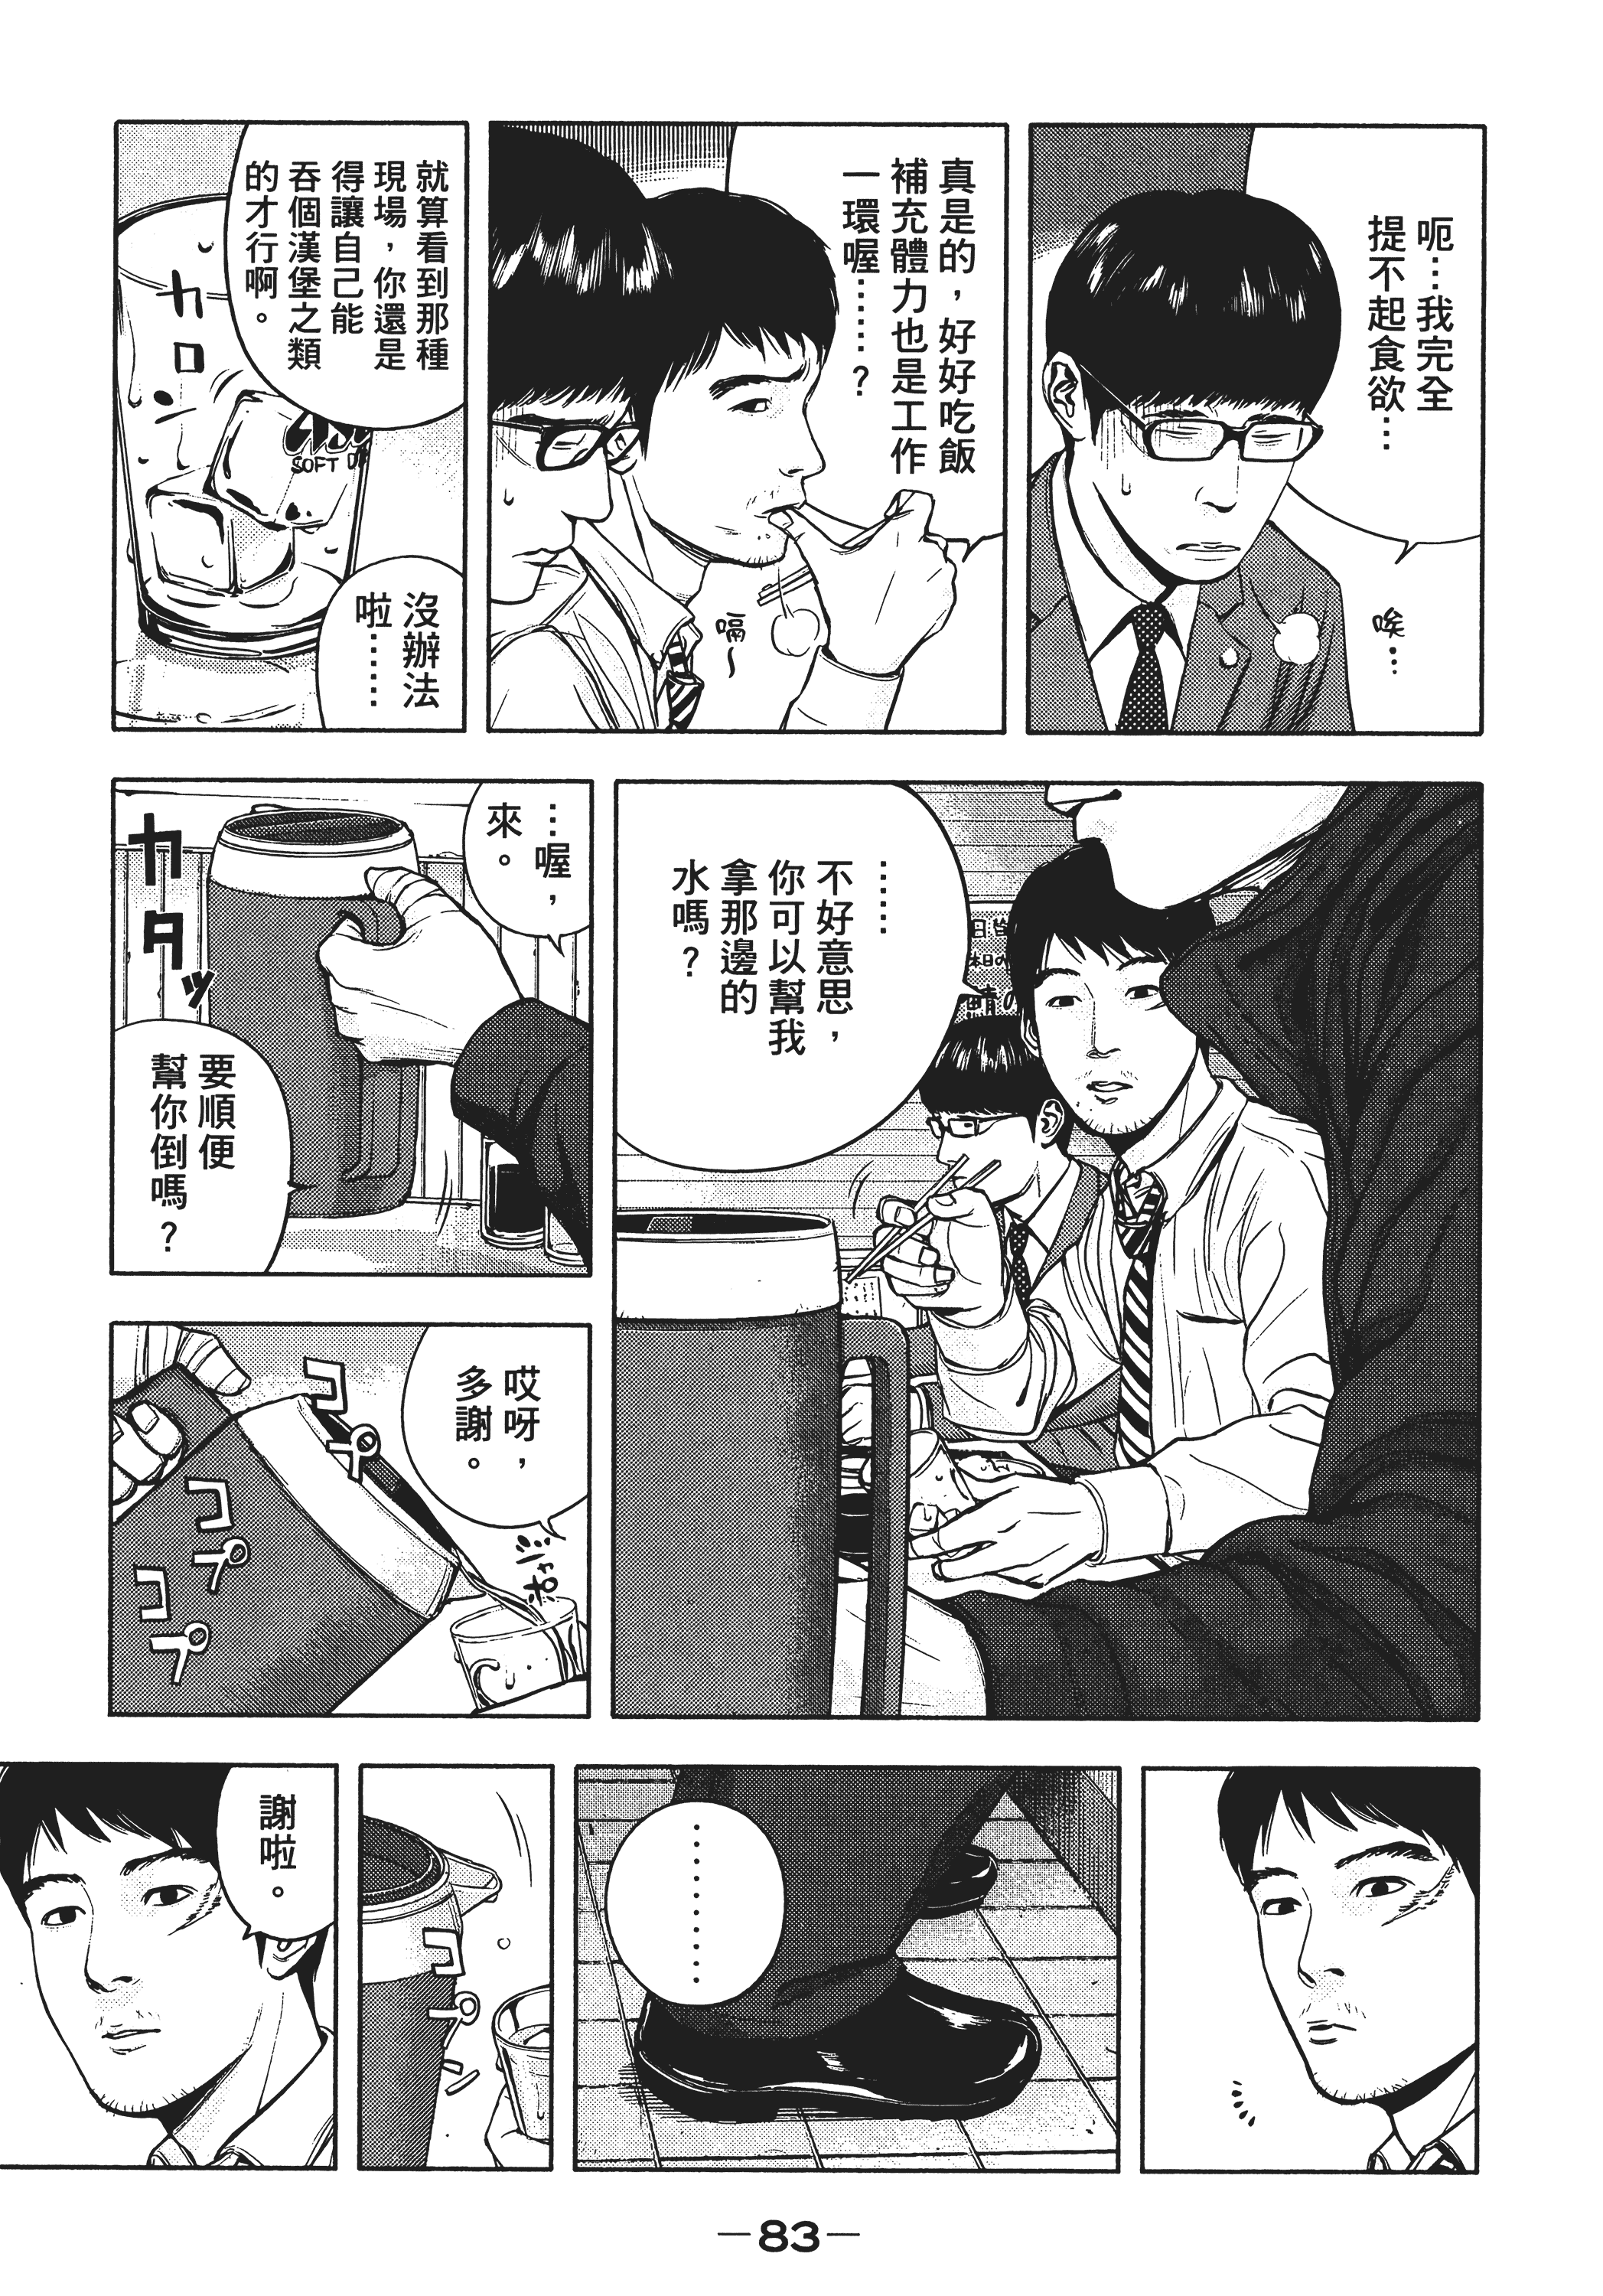 呃…我完全
提不起食欲…
唉…
真是的，好好吃飯
補充體力也是工作
一環喔……？
嗝～
就算看到那種
現場，你還是
得讓自己能
吞個漢堡之類
的才行啊。
カロン
SOFT DR
沒辦法
啦……
……
不好意思，
你可以幫我
拿那邊的
水嗎？
…喔，
來。
カタッ
要順便
幫你倒嗎？
哎呀，
多謝。
コプ
コプ
コプ
………
コポ
謝啦。
—83—